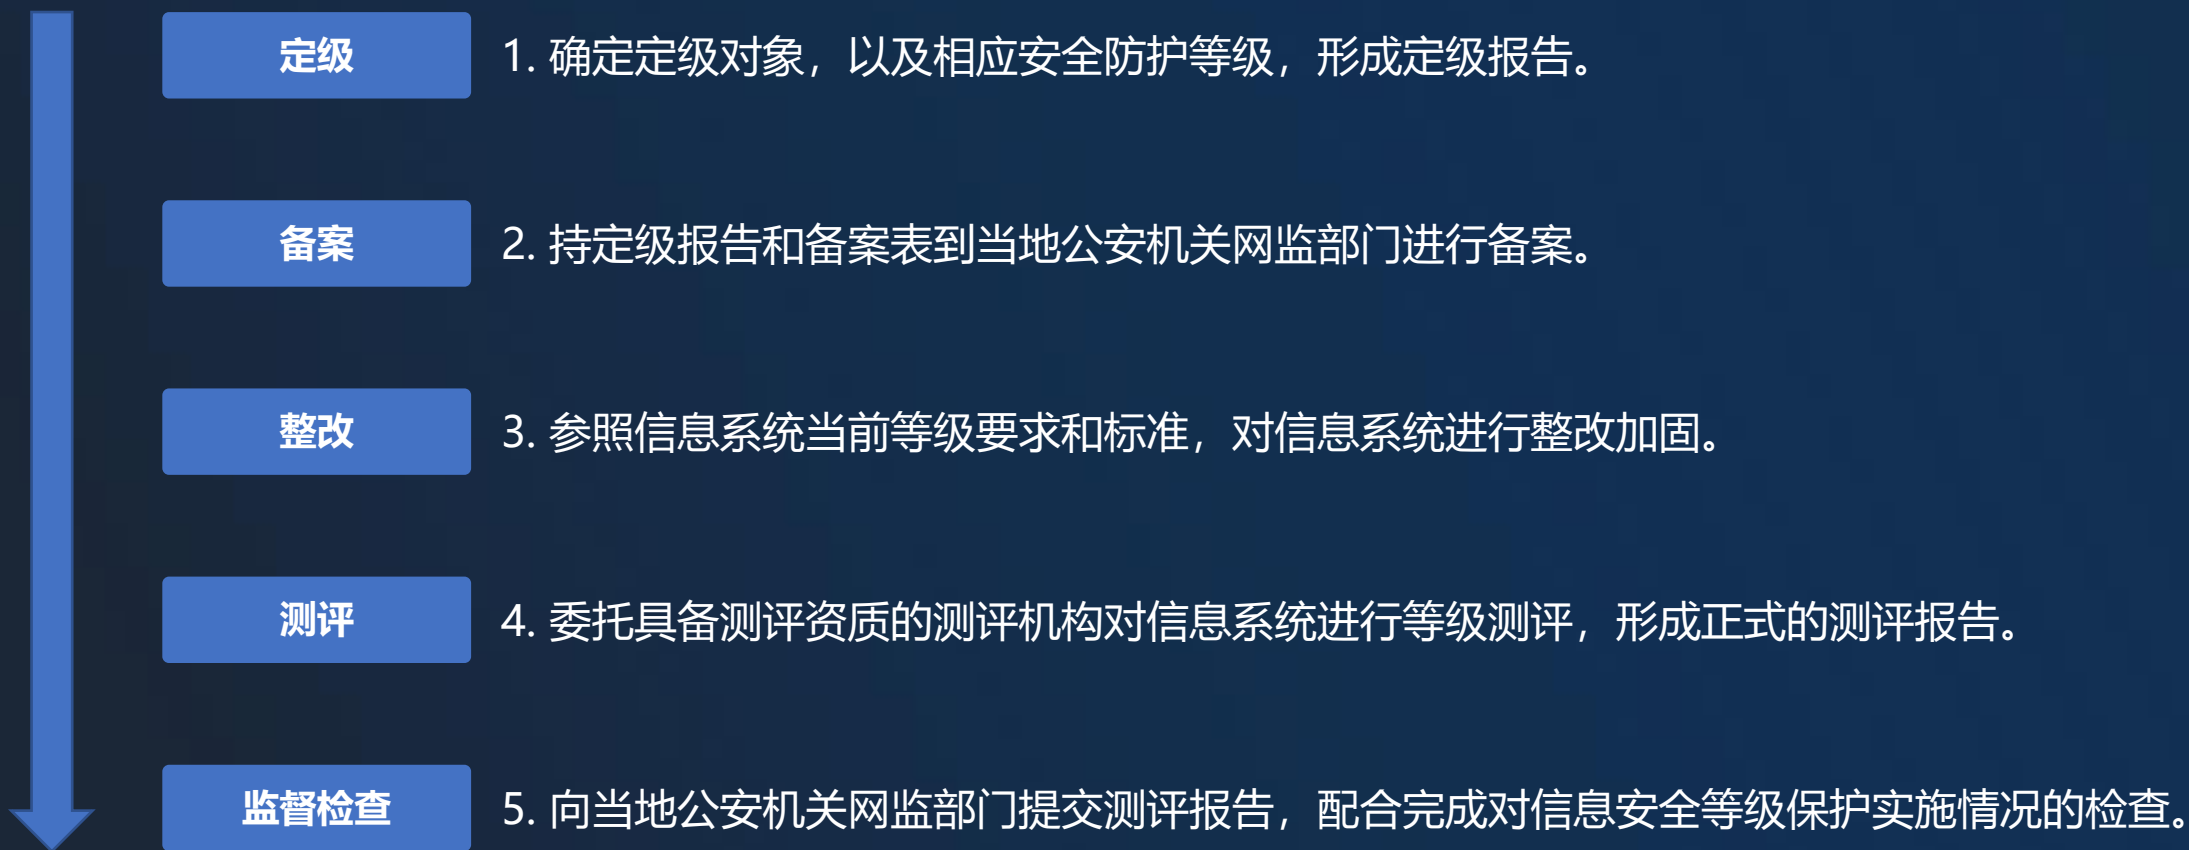 定级
1. 确定定级对象，以及相应安全防护等级，形成定级报告。
备案
2. 持定级报告和备案表到当地公安机关网监部门进行备案。
整改
3. 参照信息系统当前等级要求和标准，对信息系统进行整改加固。
测评
4. 委托具备测评资质的测评机构对信息系统进行等级测评，形成正式的测评报告。
监督检查
5. 向当地公安机关网监部门提交测评报告，配合完成对信息安全等级保护实施情况的检查。